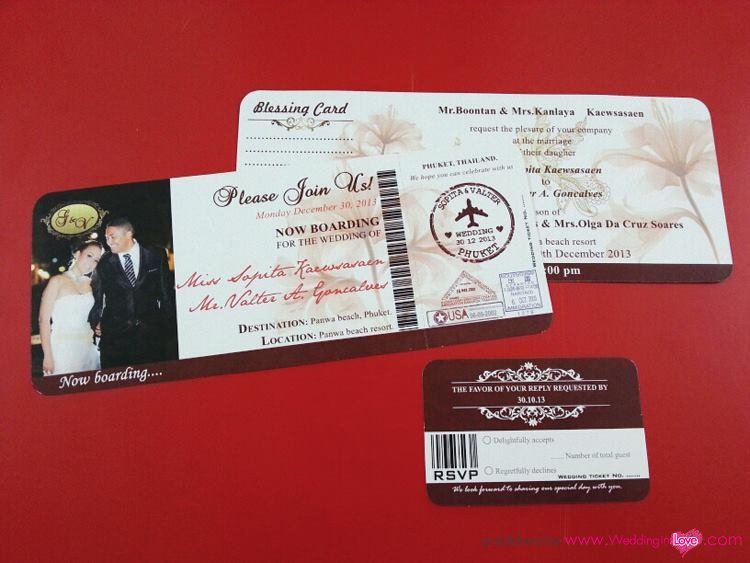 Blessing Card
Mr.Boontan & Mrs.Kanlaya Kaewsasaen
request the plesure of your company
at the marriage
their daugher
Kaewsasaen
to
A. Goncalves
son of
& Mrs.Olga Da Cruz Soares
beach resort
December 2013
:00 pm
G & V
Please Join Us!
Monday December 30, 2013
NOW BOARDING
FOR THE WEDDING OF
Miss Sopita Kaewsasaen
Mr. Valter A. Goncalves
DESTINATION: Panwa beach, Phuket.
LOCATION: Panwa beach resort.
Now boarding....
PHUKET, THAILAND.
We hope you can celebrate with us
SOPITA & VALTER
WEDDING
30 12 2013
PHUKET
WEDDING TICKET NO.
USA
THE FAVOR OF YOUR REPLY REQUESTED BY
30.10.13
Delightfully accepts
...... Number of total guest
Regretfully declines
WEDDING TICKET NO.
RSVP
We look forward to sharing our special day with you.
www.WeddinginLove.com